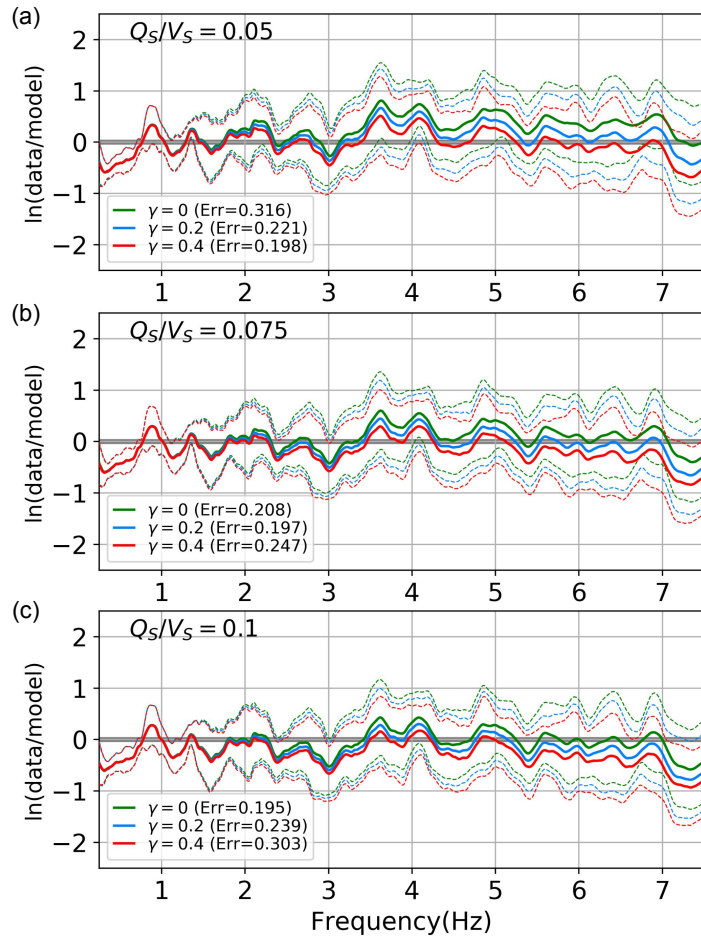 (a)
Q_S/V_S = 0.05
ln(data/model)
2
1
0
−1
−2
γ = 0 (Err=0.316)
γ = 0.2 (Err=0.221)
γ = 0.4 (Err=0.198)
1 2 3 4 5 6 7
(b)
Q_S/V_S = 0.075
ln(data/model)
2
1
0
−1
−2
γ = 0 (Err=0.208)
γ = 0.2 (Err=0.197)
γ = 0.4 (Err=0.247)
1 2 3 4 5 6 7
(c)
Q_S/V_S = 0.1
ln(data/model)
2
1
0
−1
−2
γ = 0 (Err=0.195)
γ = 0.2 (Err=0.239)
γ = 0.4 (Err=0.303)
1 2 3 4 5 6 7
Frequency(Hz)